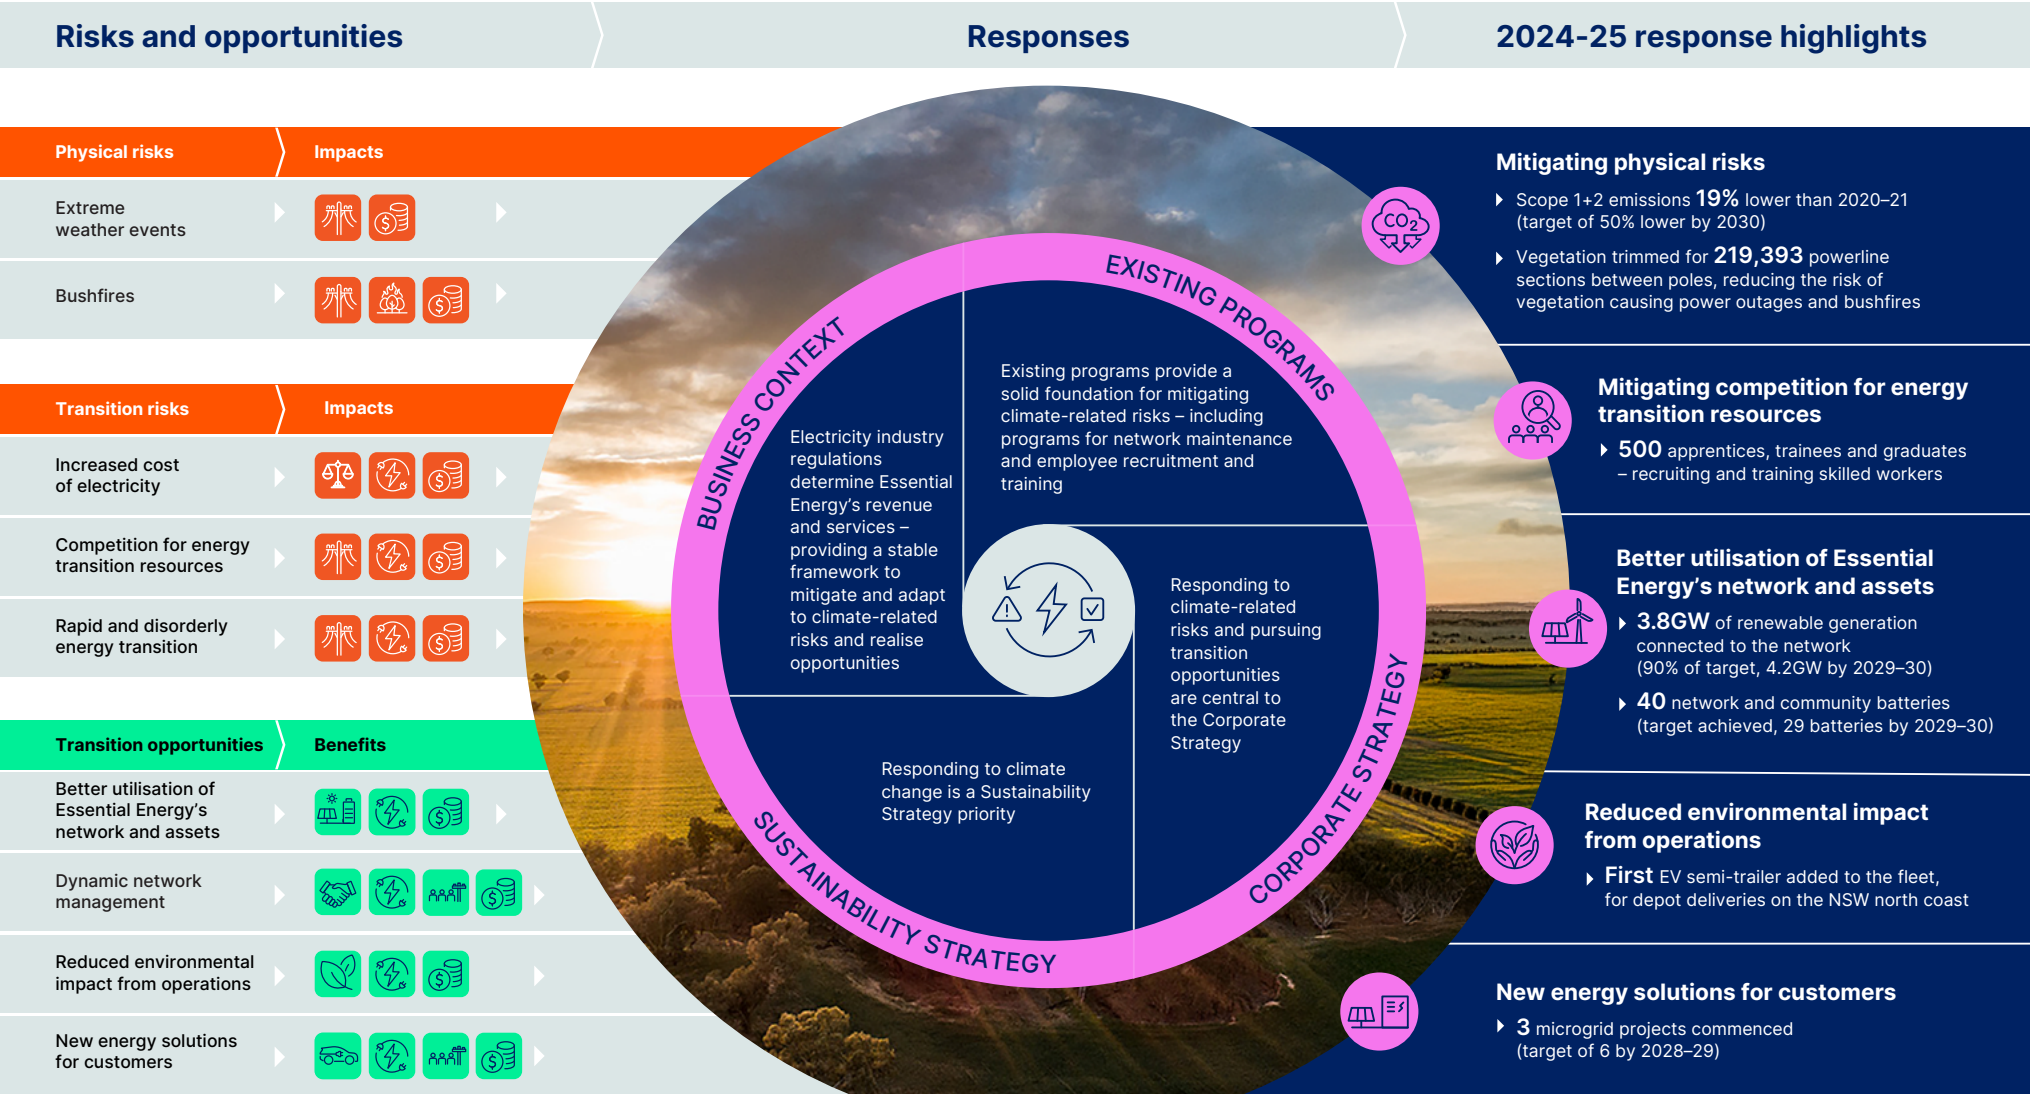 Risks and opportunities
Responses
2024-25 response highlights
Physical risks
Impacts
Extreme
weather events
Bushfires
Transition risks
Impacts
Increased cost
of electricity
Competition for energy
transition resources
Rapid and disorderly
energy transition
Transition opportunities
Benefits
Better utilisation of
Essential Energy's
network and assets
Dynamic network
management
Reduced environmental
impact from operations
New energy solutions
for customers
BUSINESS CONTEXT
Electricity industry
regulations
determine Essential
Energy's revenue
and services –
providing a stable
framework to
mitigate and adapt
to climate-related
risks and realise
opportunities
EXISTING PROGRAMS
Existing programs provide a
solid foundation for mitigating
climate-related risks – including
programs for network maintenance
and employee recruitment and
training
CORPORATE STRATEGY
Responding to
climate-related
risks and pursuing
transition
opportunities
are central to
the Corporate
Strategy
SUSTAINABILITY STRATEGY
Responding to climate
change is a Sustainability
Strategy priority
CO2
Mitigating physical risks
Scope 1+2 emissions 19% lower than 2020–21
(target of 50% lower by 2030)
Vegetation trimmed for 219,393 powerline
sections between poles, reducing the risk of
vegetation causing power outages and bushfires
Mitigating competition for energy
transition resources
500 apprentices, trainees and graduates
– recruiting and training skilled workers
Better utilisation of Essential
Energy's network and assets
3.8GW of renewable generation
connected to the network
(90% of target, 4.2GW by 2029–30)
40 network and community batteries
(target achieved, 29 batteries by 2029–30)
Reduced environmental impact
from operations
First EV semi-trailer added to the fleet,
for depot deliveries on the NSW north coast
New energy solutions for customers
3 microgrid projects commenced
(target of 6 by 2028–29)